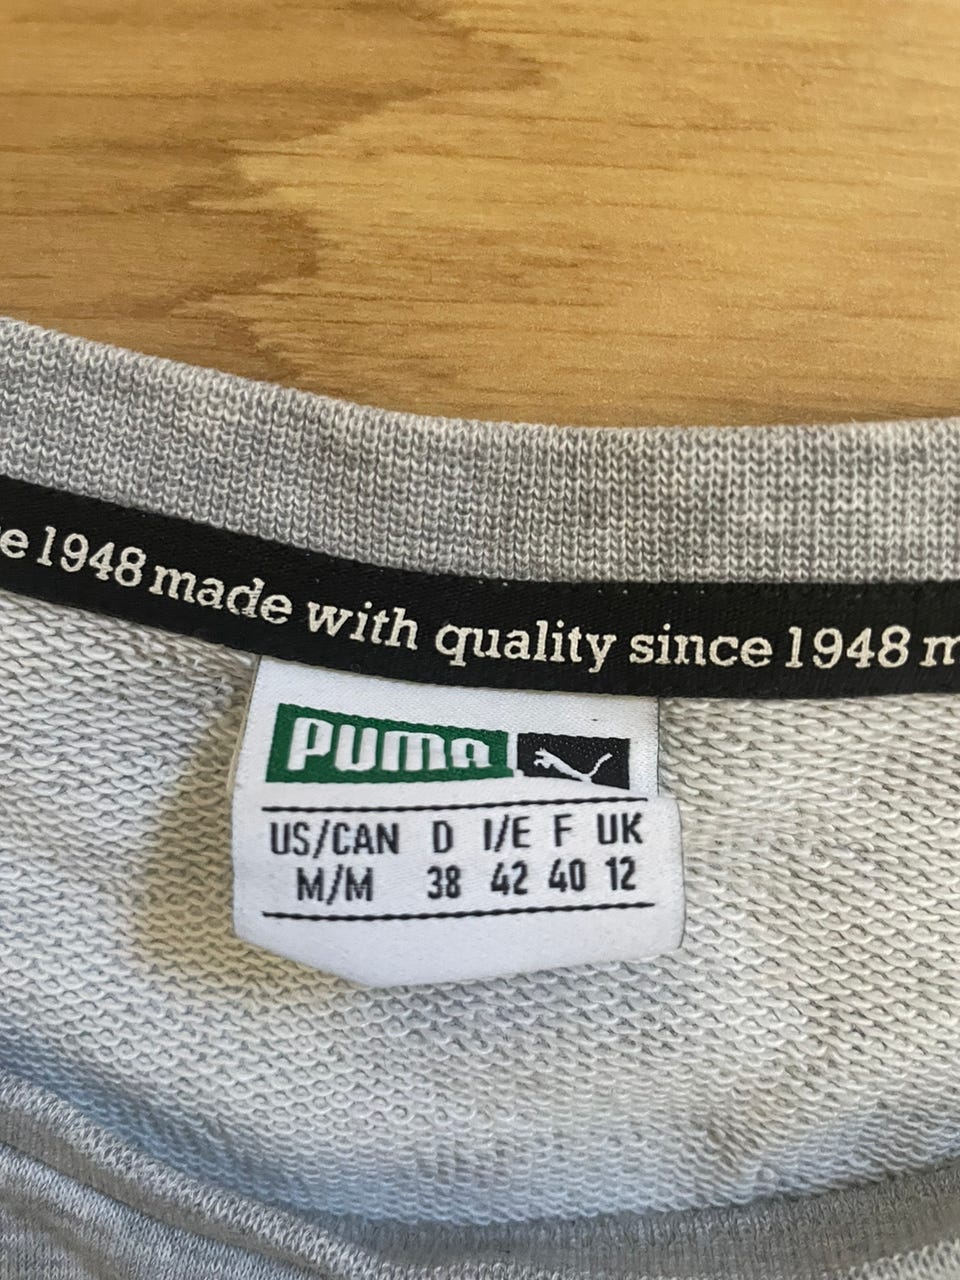 e 1948 made with quality since 1948 m
PUMA
US/CAN D I/E F UK
M/M 38 42 40 12